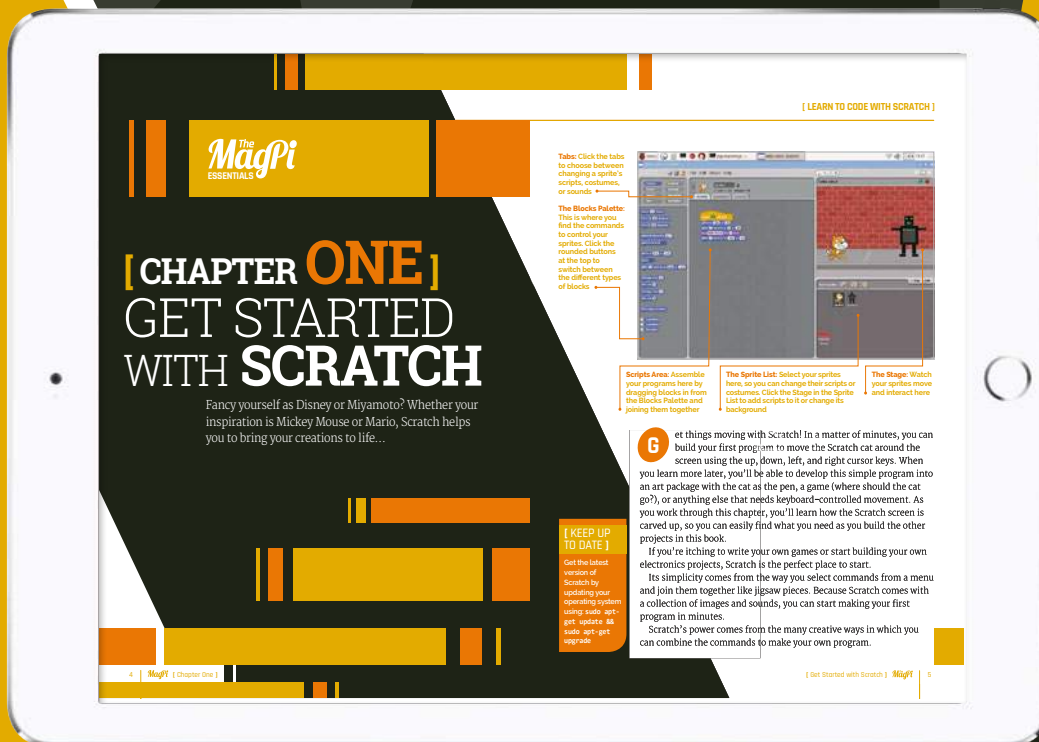 The
MagPi
ESSENTIALS
[ CHAPTER ONE ]
GET STARTED
WITH SCRATCH
Fancy yourself as Disney or Miyamoto? Whether your
inspiration is Mickey Mouse or Mario, Scratch helps
you to bring your creations to life...
4
MagPi
[ Chapter One ]
[ LEARN TO CODE WITH SCRATCH ]
Tabs: Click the tabs
to choose between
changing a sprite's
scripts, costumes,
or sounds
The Blocks Palette:
This is where you
find the commands
to control your
sprites. Click the
rounded buttons
at the top to
switch between
the different types
of blocks
Scripts Area: Assemble
your programs here by
dragging blocks in from
the Blocks Palette and
joining them together
The Sprite List: Select your sprites
here, so you can change their scripts or
costumes. Click the Stage in the Sprite
List to add scripts to it or change its
background
The Stage: Watch
your sprites move
and interact here
[ KEEP UP
TO DATE ]
Get the latest
version of
Scratch by
updating your
operating system
using: sudo apt-
get update &&
sudo apt-get
upgrade
Get things moving with Scratch! In a matter of minutes, you can
build your first program to move the Scratch cat around the
screen using the up, down, left, and right cursor keys. When
you learn more later, you'll be able to develop this simple program into
an art package with the cat as the pen, a game (where should the cat
go?), or anything else that needs keyboard-controlled movement. As
you work through this chapter, you'll learn how the Scratch screen is
carved up, so you can easily find what you need as you build the other
projects in this book.
If you're itching to write your own games or start building your own
electronics projects, Scratch is the perfect place to start.
Its simplicity comes from the way you select commands from a menu
and join them together like jigsaw pieces. Because Scratch comes with
a collection of images and sounds, you can start making your first
program in minutes.
Scratch's power comes from the many creative ways in which you
can combine the commands to make your own program.
[ Get Started with Scratch ]
MagPi
5